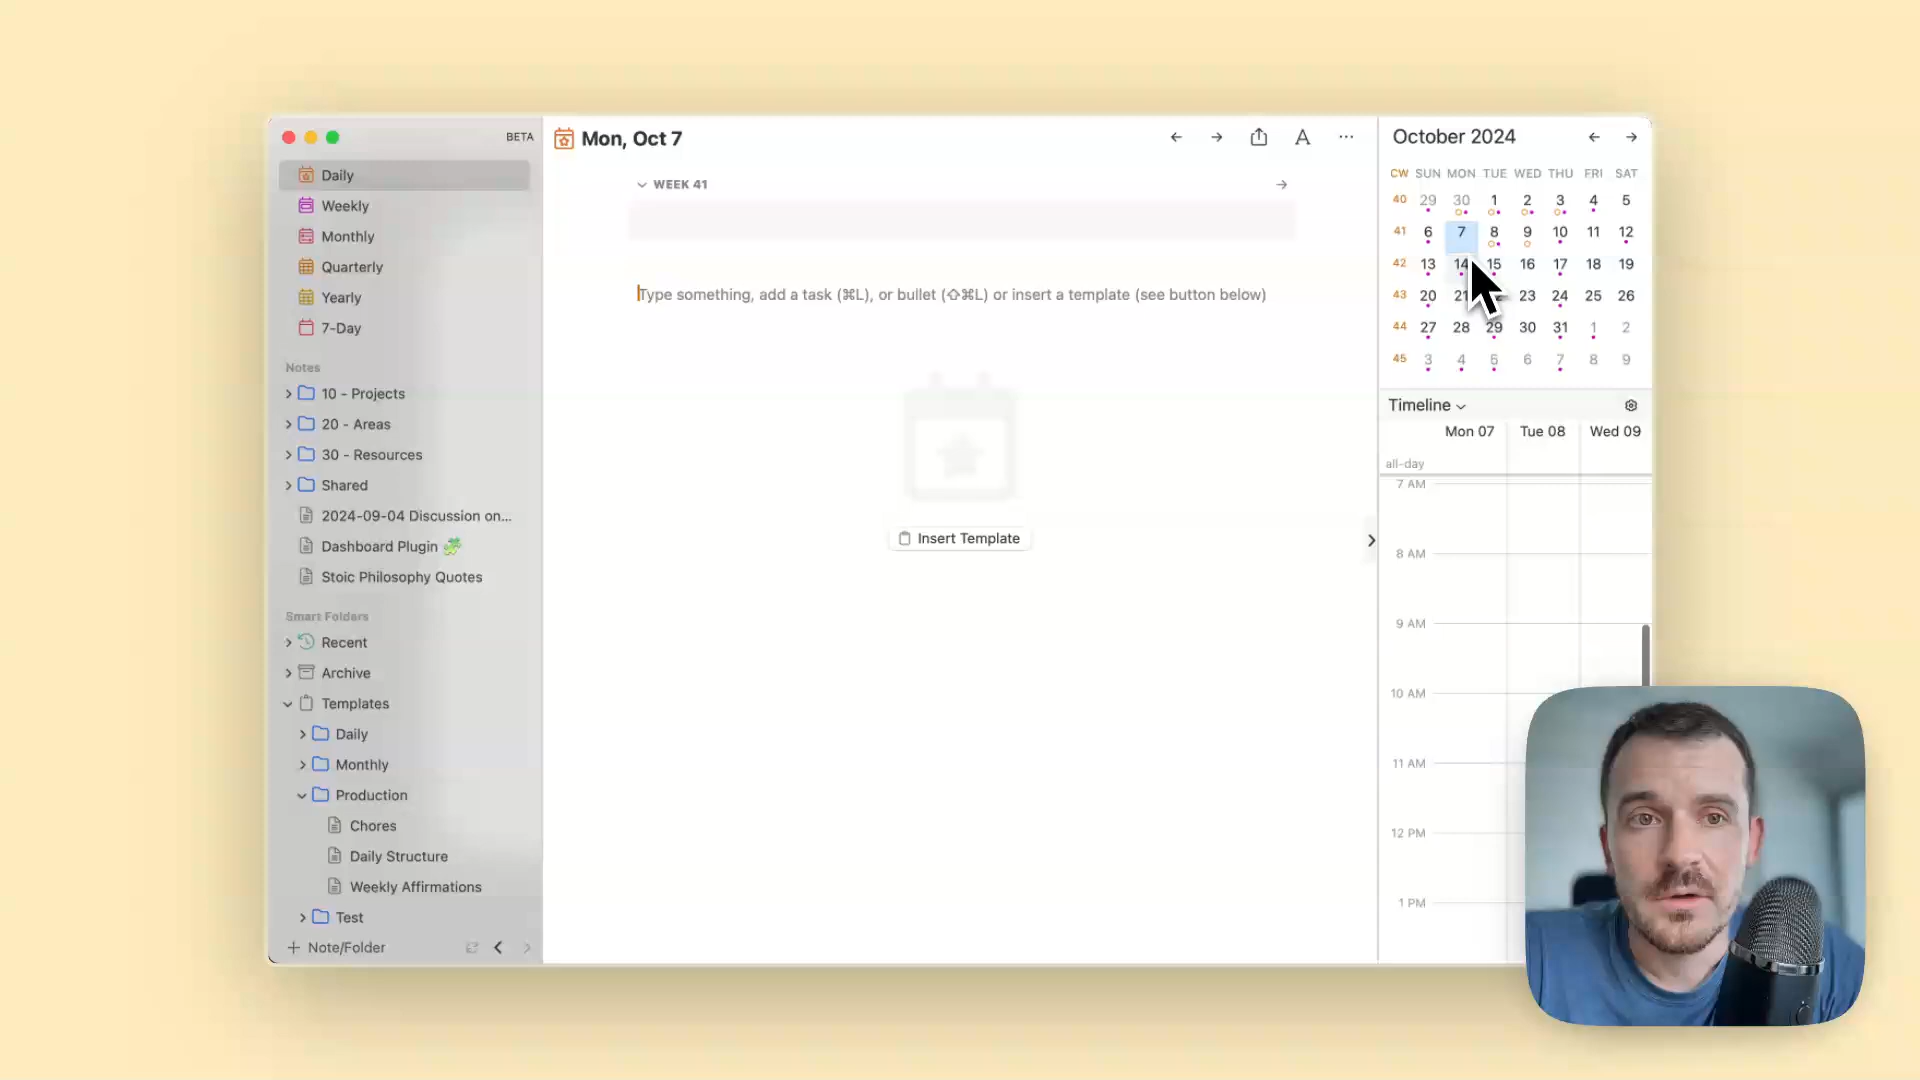 BETA
Daily
Weekly
Monthly
Quarterly
Yearly
7-Day
Notes
10 - Projects
20 - Areas
30 - Resources
Shared
2024-09-04 Discussion on...
Dashboard Plugin
Stoic Philosophy Quotes
Smart Folders
Recent
Archive
Templates
Daily
Monthly
Production
Chores
Daily Structure
Weekly Affirmations
Test
+ Note/Folder
Mon, Oct 7
WEEK 41
Type something, add a task (⌘L), or bullet (⇧⌘L) or insert a template (see button below)
Insert Template
October 2024
CW SUN MON TUE WED THU FRI SAT
40 29 30 1 2 3 4 5
41 6 7 8 9 10 11 12
42 13 14 15 16 17 18 19
43 20 21 23 24 25 26
44 27 28 29 30 31 1 2
45 3 4 5 6 7 8 9
Timeline
Mon 07 Tue 08 Wed 09
all-day
7 AM
8 AM
9 AM
10 AM
11 AM
12 PM
1 PM